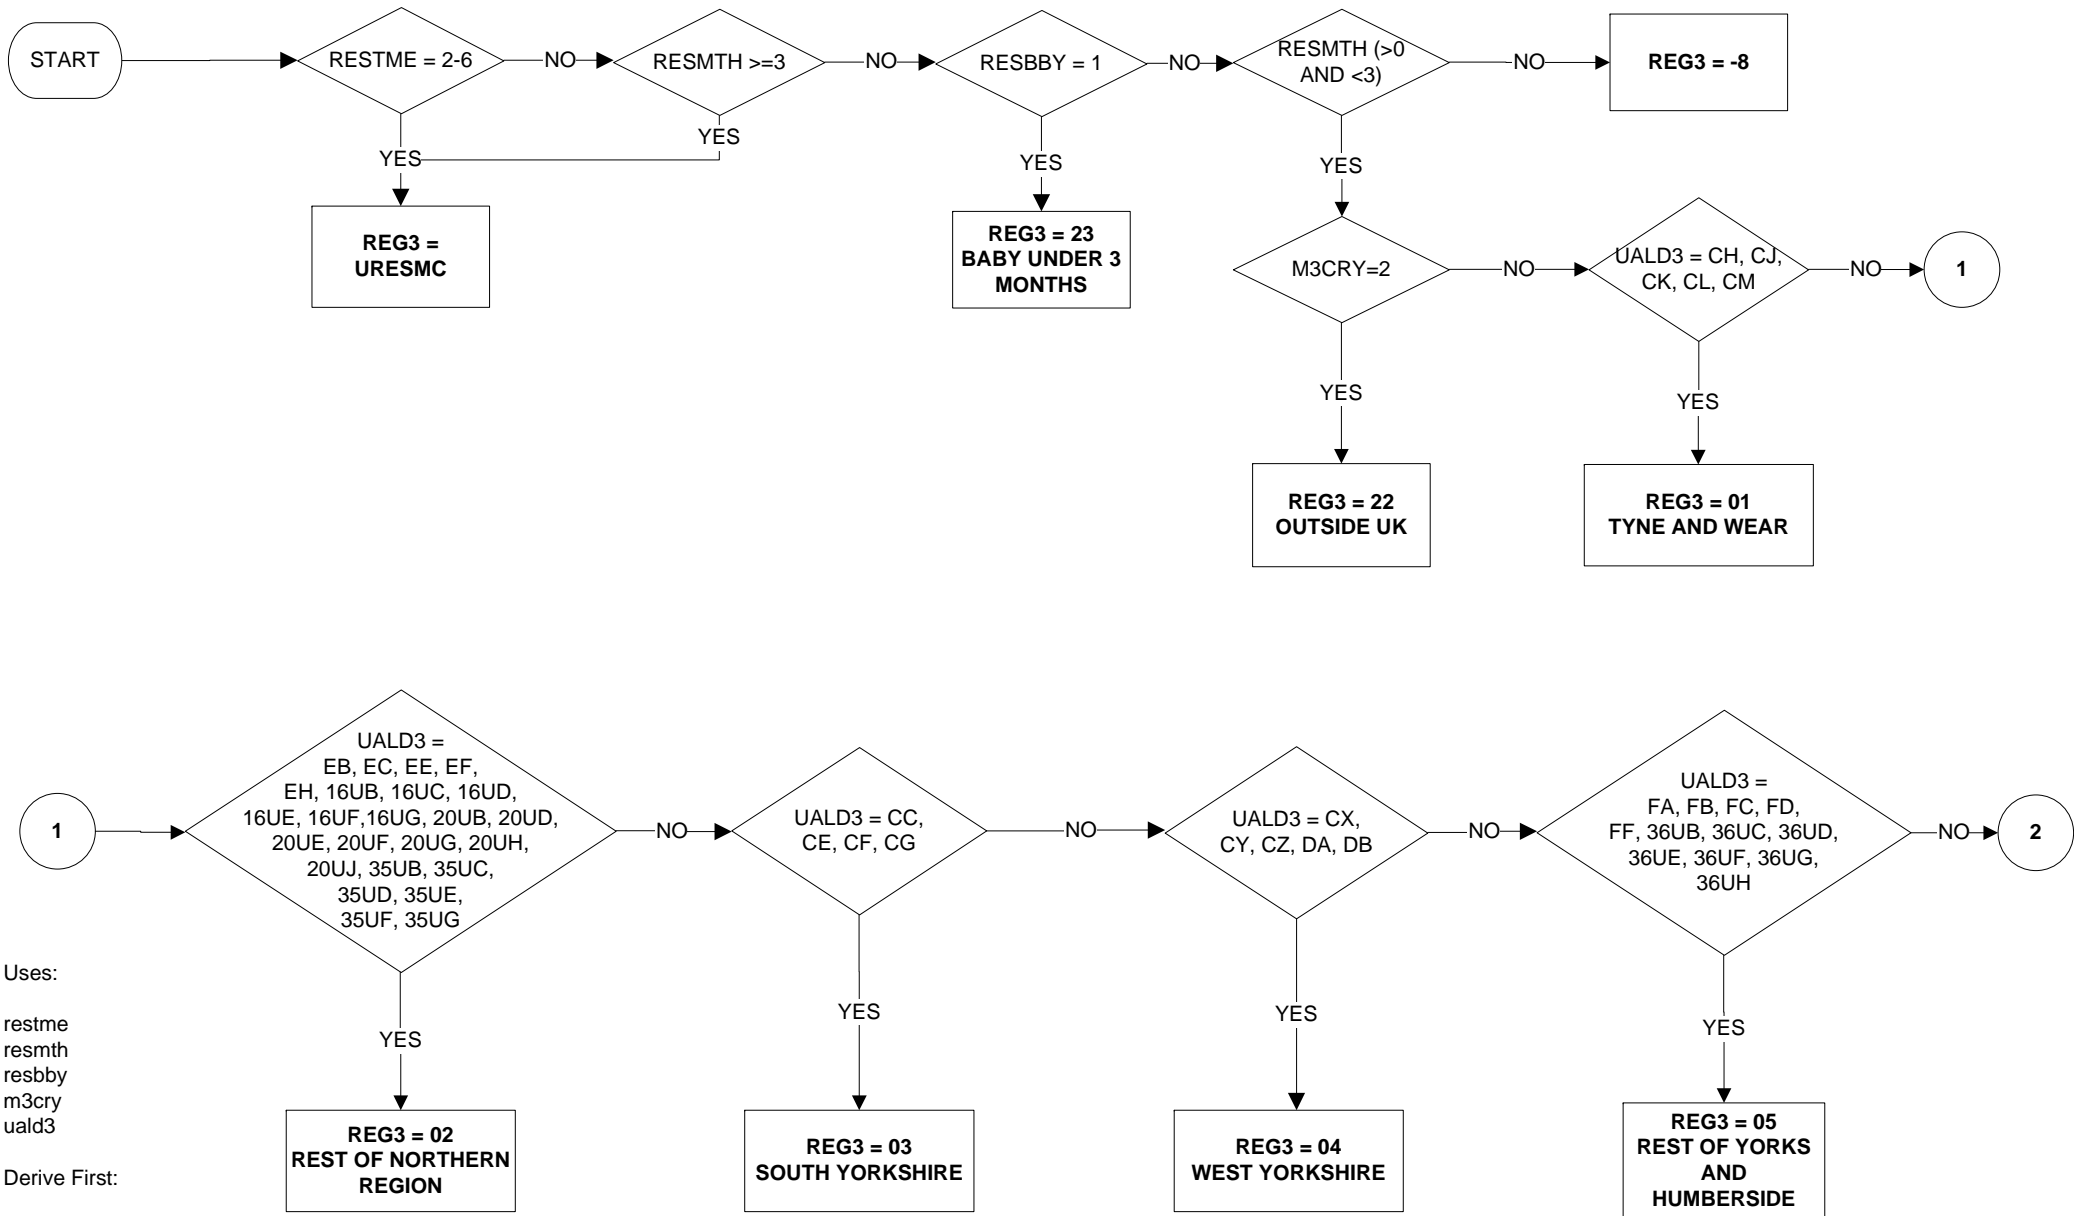 START
RESTME = 2-6
NO
RESMTH >=3
NO
RESBBY = 1
NO
RESMTH (>0
AND <3)
NO
REG3 = -8
YES
YES
YES
YES
REG3 =
URESMC
REG3 = 23
BABY UNDER 3
MONTHS
M3CRY=2
NO
UALD3 = CH, CJ,
CK, CL, CM
NO
1
YES
YES
REG3 = 22
OUTSIDE UK
REG3 = 01
TYNE AND WEAR
1
UALD3 =
EB, EC, EE, EF,
EH, 16UB, 16UC, 16UD,
16UE, 16UF,16UG, 20UB, 20UD,
20UE, 20UF, 20UG, 20UH,
20UJ, 35UB, 35UC,
35UD, 35UE,
35UF, 35UG
NO
UALD3 = CC,
CE, CF, CG
NO
UALD3 = CX,
CY, CZ, DA, DB
NO
UALD3 =
FA, FB, FC, FD,
FF, 36UB, 36UC, 36UD,
36UE, 36UF, 36UG,
36UH
NO
2
YES
YES
YES
YES
REG3 = 02
REST OF NORTHERN
REGION
REG3 = 03
SOUTH YORKSHIRE
REG3 = 04
WEST YORKSHIRE
REG3 = 05
REST OF YORKS
AND
HUMBERSIDE
Uses:
restme
resmth
resbby
m3cry
uald3
Derive First: